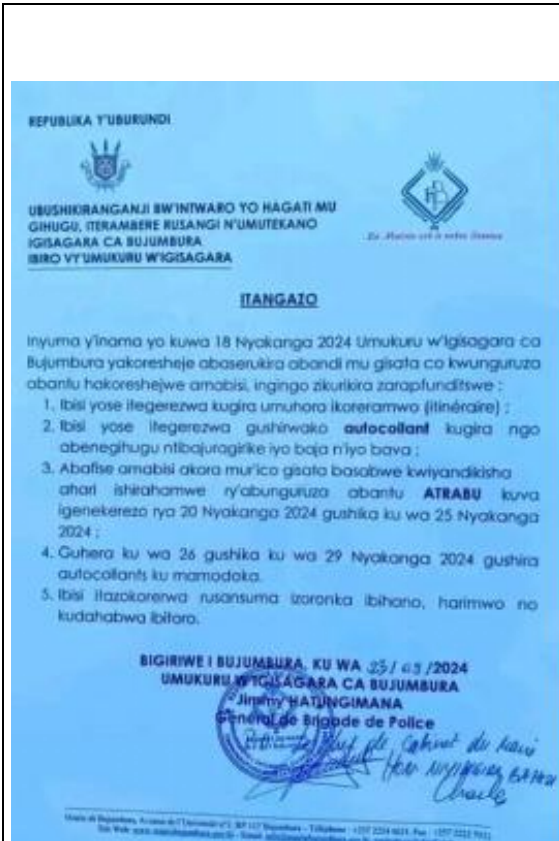 REPUBLIKA Y'UBURUNDI
UBUSHIKIRANGANJI BW'INTWARO YO HAGATI MU
GIHUGU, ITERAMBERE RUSANGI N'UMUTEKANO
IGISAGARA CA BUJUMBURA
IBIRO VY'UMUKURU W'IGISAGARA
ITANGAZO
Inyuma y'inama yo kuwa 18 Nyakanga 2024 Umukuru w'Igisagara ca
Bujumbura yakoresheje abaserukira abandi mu gisata co kwunguruza
abantu hakoreshejwe amabisi, ingingo zikurikira zarapfunditswe :
1. Ibisi yose itegerezwa kugira umuhora ikoreramwo (itinéraire) ;
2. Ibisi yose itegerezwa gushirwako autocollant kugira ngo
abenegihugu ntibajuragirike iyo baja n'iyo bava ;
3. Abafise amabisi akora mur'ico gisata basabwe kwiyandikisha
ahari ishirahamwe ry'abunguruza abantu ATRABU kuva
igenekerezo rya 20 Nyakanga 2024 gushika ku wa 25 Nyakanga
2024 ;
4. Guhera ku wa 26 gushika ku wa 29 Nyakanga 2024 gushira
autocollants ku mamodoka.
5. Ibisi itazokorerwa rusansuma izoronka ibihano, harimwo no
kudahabwa ibitoro.
BIGIRIWE I BUJUMBURA, KU WA /2024
UMUKURU W'IGISAGARA CA BUJUMBURA
Jimmy HATUNGIMANA
Général de Brigade de Police
Chef de Cabinet du Maire